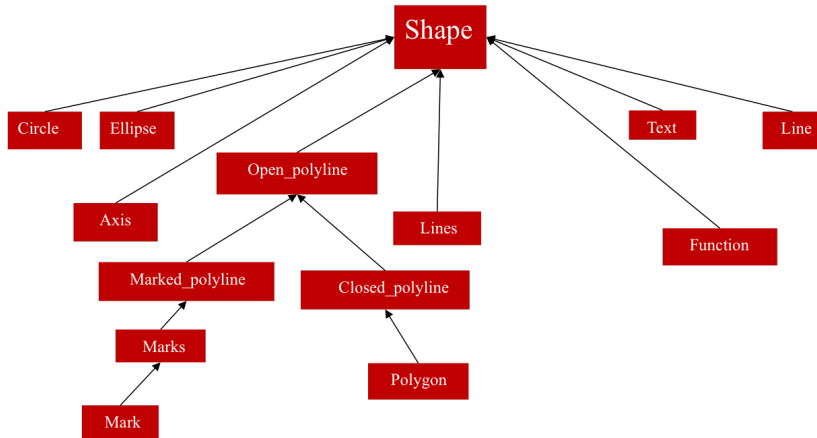 Shape
Circle
Ellipse
Text
Line
Open_polyline
Axis
Lines
Function
Marked_polyline
Closed_polyline
Marks
Polygon
Mark